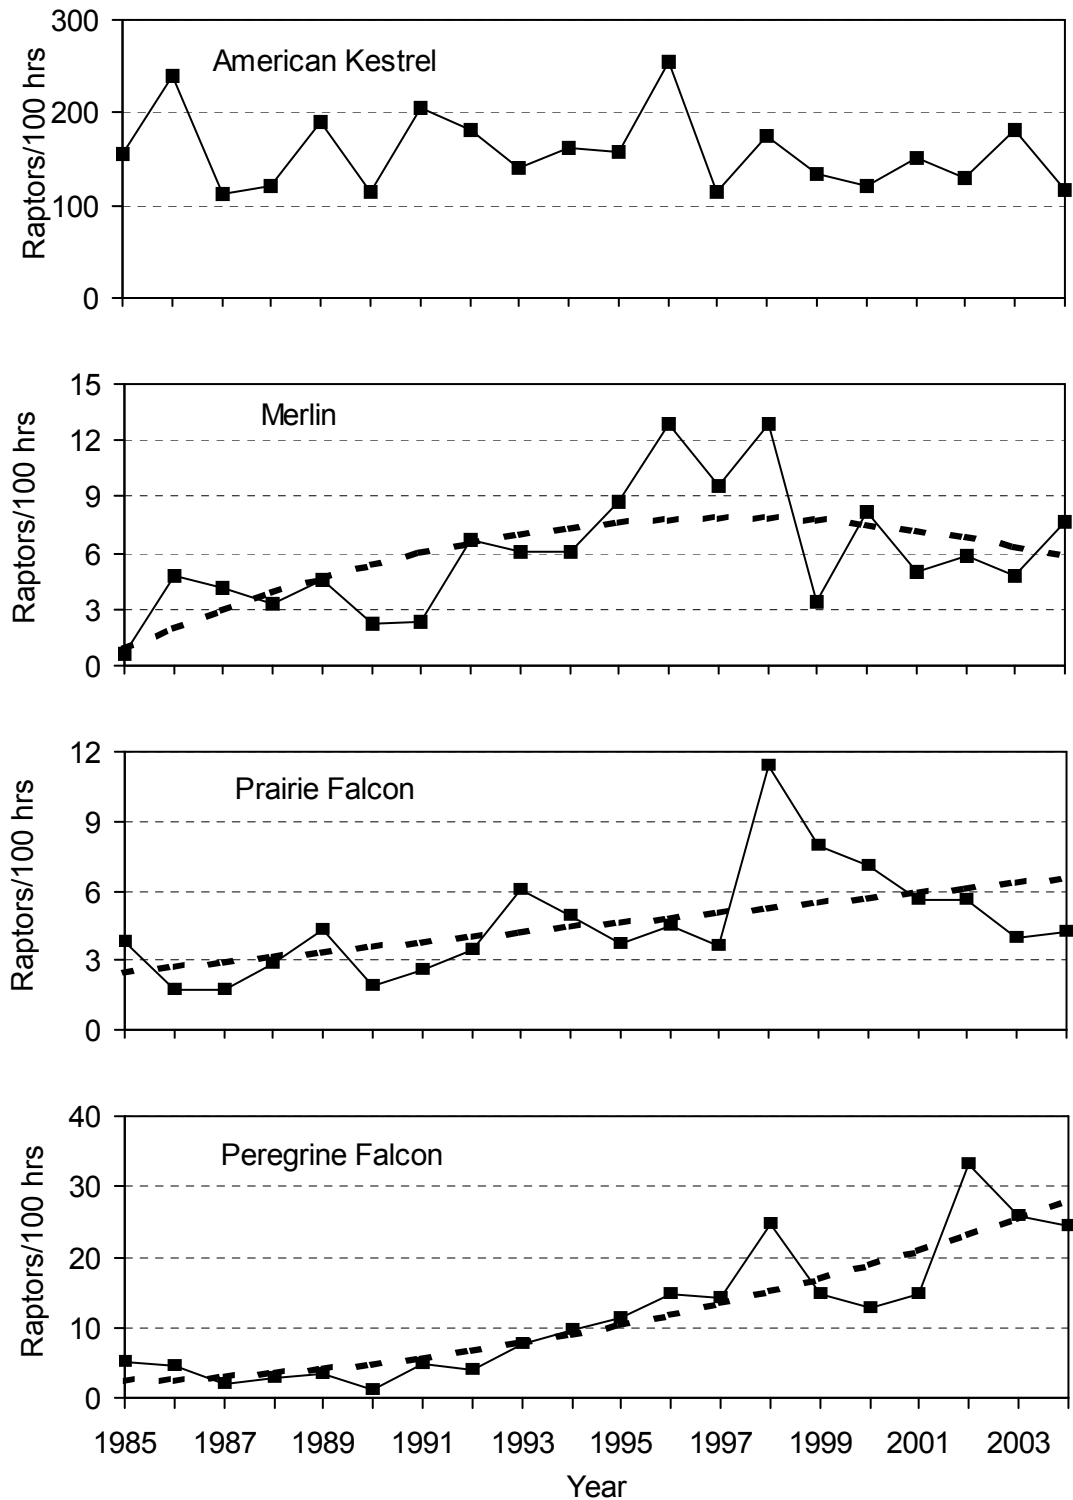 300
American Kestrel
200
100
0
Raptors/100 hrs
15
Merlin
12
9
6
3
0
Raptors/100 hrs
12
Prairie Falcon
9
6
3
0
Raptors/100 hrs
40
Peregrine Falcon
30
20
10
0
Raptors/100 hrs
1985 1987 1989 1991 1993 1995 1997 1999 2001 2003
Year